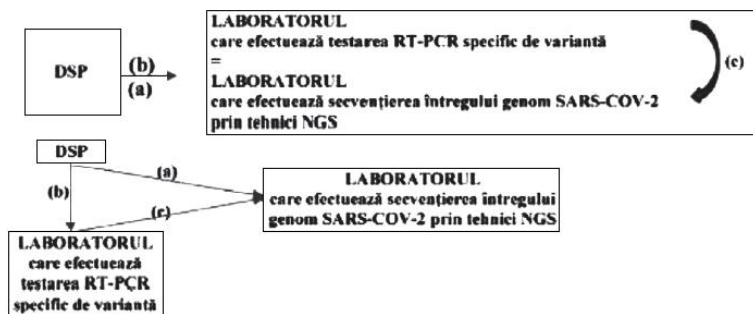 DSP
(b)
(a)
LABORATORUL
care efectuează testarea RT-PCR specific de variantă
=
LABORATORUL
care efectuează secvențierea întregului genom SARS-COV-2
prin tehnici NGS
(c)
DSP
(b)
(a)
(c)
LABORATORUL
care efectuează secvențierea întregului
genom SARS-COV-2 prin tehnici NGS
LABORATORUL
care efectuează
testarea RT-PCR
specific de variantă